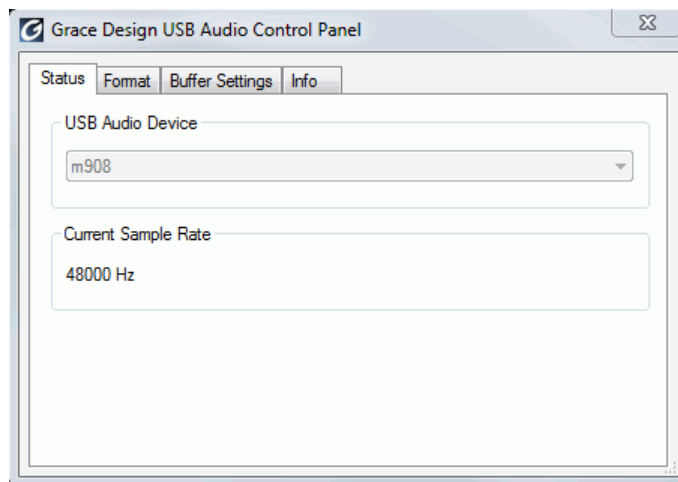 Grace Design USB Audio Control Panel
Status Format Buffer Settings Info
USB Audio Device
m908
Current Sample Rate
48000 Hz